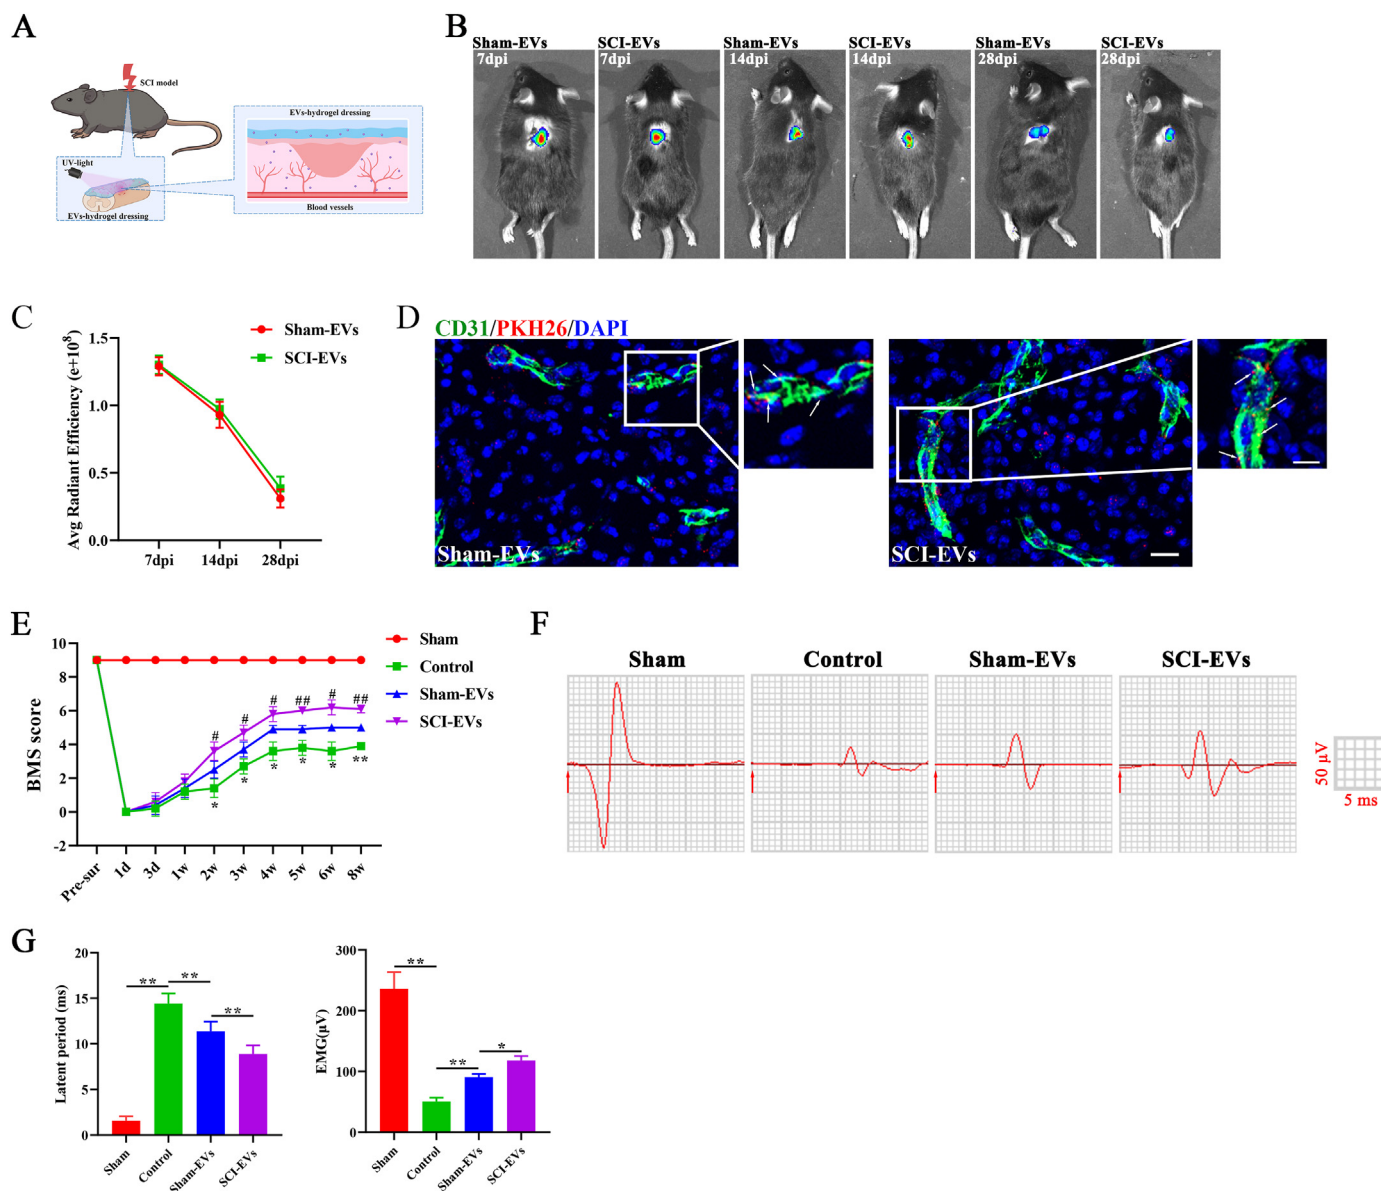 A
SCI model
EVs-hydrogel dressing
UV-light
EVs-hydrogel dressing
Blood vessels
B
Sham-EVs SCI-EVs Sham-EVs SCI-EVs Sham-EVs SCI-EVs
7dpi 7dpi 14dpi 14dpi 28dpi 28dpi
C
Sham-EVs
SCI-EVs
Avg Radiant Efficiency (e+10⁸)
1.5
1.0
0.5
0.0
7dpi 14dpi 28dpi
D
CD31/PKH26/DAPI
Sham-EVs
SCI-EVs
E
Sham
Control
Sham-EVs
SCI-EVs
BMS score
10
8
6
4
2
0
-2
# # # ## # ##
* * * * * **
Pre-sur 1d 3d 1w 2w 3w 4w 5w 6w 8w
F
Sham Control Sham-EVs SCI-EVs
50 μV
5 ms
G
Latent period (ms)
20
15
10
5
0
** ** **
Sham Control Sham-EVs SCI-EVs
EMG(μV)
300
200
100
0
** ** *
Sham Control Sham-EVs SCI-EVs